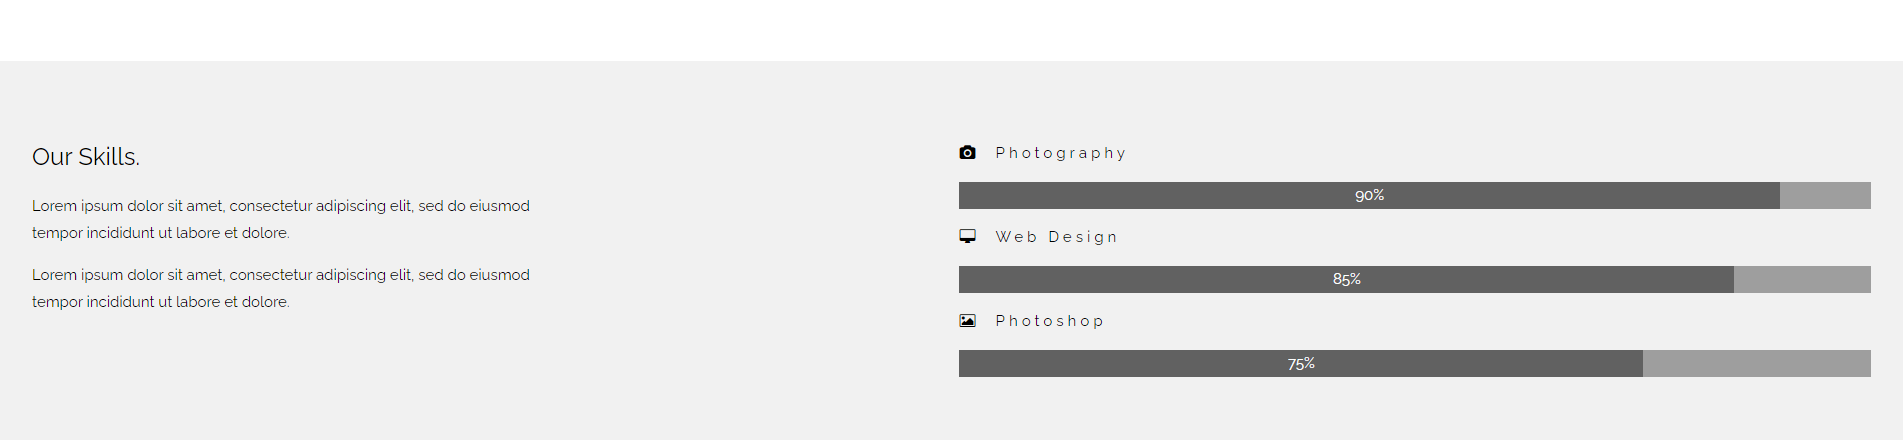 Our Skills.
Lorem ipsum dolor sit amet, consectetur adipiscing elit, sed do eiusmod
tempor incididunt ut labore et dolore.
Lorem ipsum dolor sit amet, consectetur adipiscing elit, sed do eiusmod
tempor incididunt ut labore et dolore.
Photography
90%
Web Design
85%
Photoshop
75%